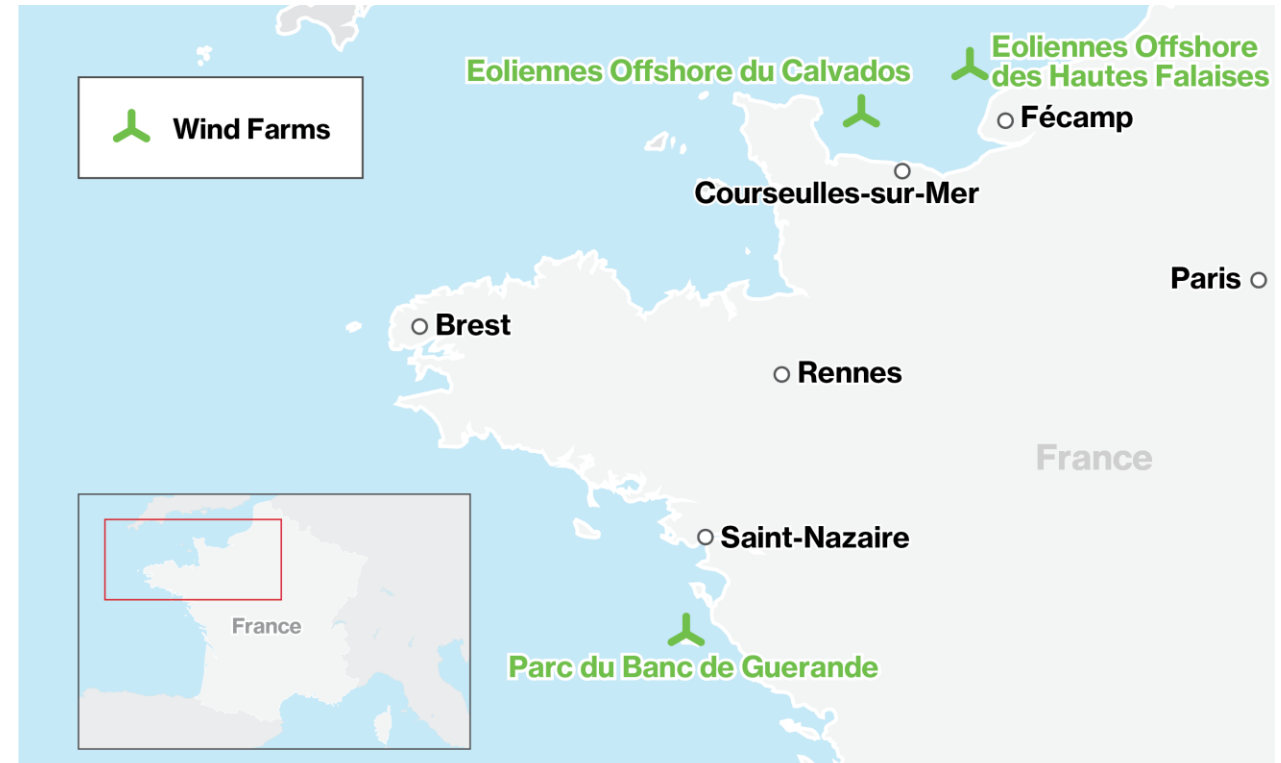 Eoliennes Offshore
des Hautes Falaises
Eoliennes Offshore du Calvados
Wind Farms
Fécamp
Courseulles-sur-Mer
Paris
Brest
Rennes
France
Saint-Nazaire
France
Parc du Banc de Guerande